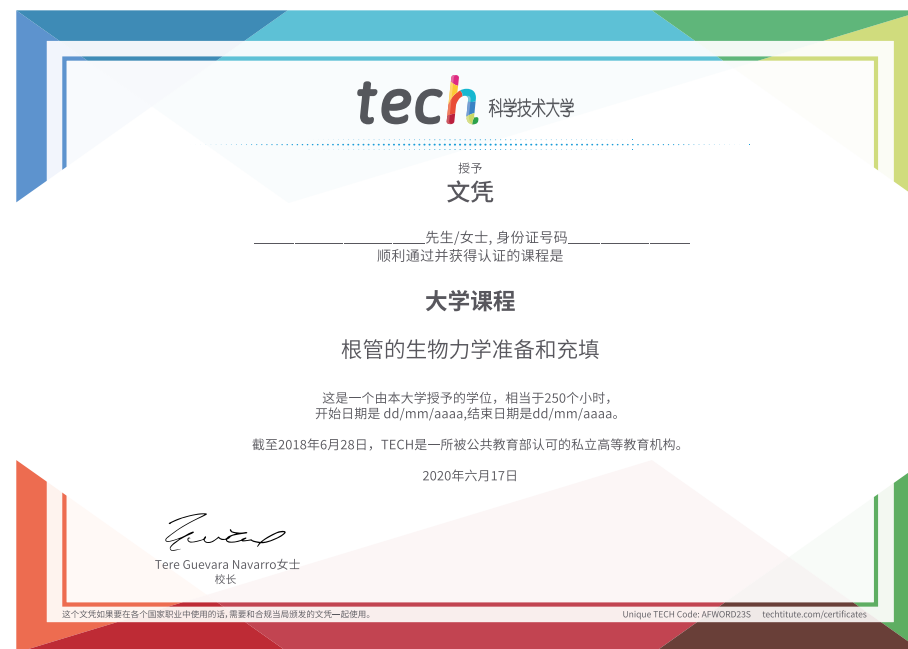 tech 科学技术大学
授予
文凭
先生/女士, 身份证号码
顺利通过并获得认证的课程是
大学课程
根管的生物力学准备和充填
这是一个由本大学授予的学位，相当于250个小时，
开始日期是 dd/mm/aaaa,结束日期是dd/mm/aaaa。
截至2018年6月28日，TECH是一所被公共教育部认可的私立高等教育机构。
2020年六月17日
Tere Guevara Navarro女士
校长
这个文凭如果要在各个国家职业中使用的话,需要和合规当局颁发的文凭一起使用。
Unique TECH Code: AFWORD23S techtitute.com/certificates